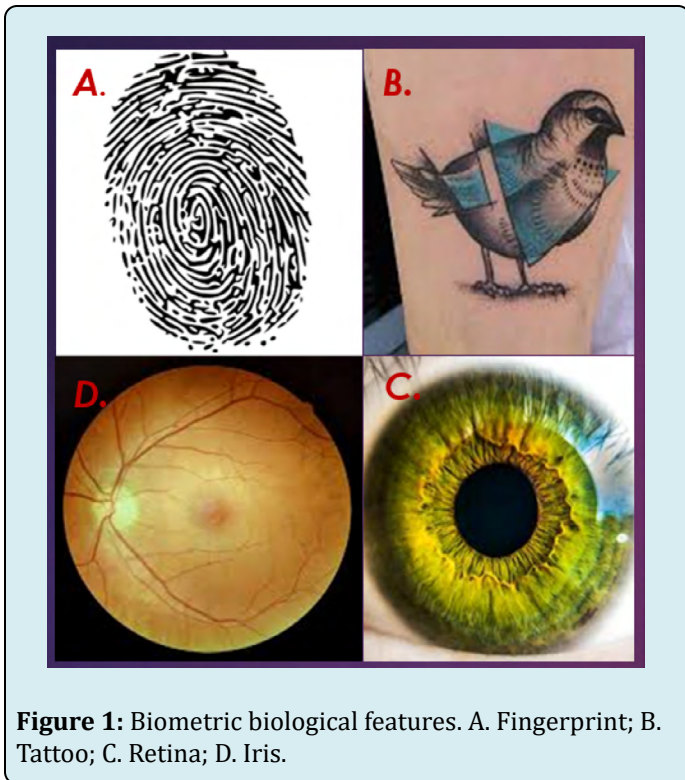 A.
B.
D.
C.
Figure 1: Biometric biological features. A. Fingerprint; B.
Tattoo; C. Retina; D. Iris.